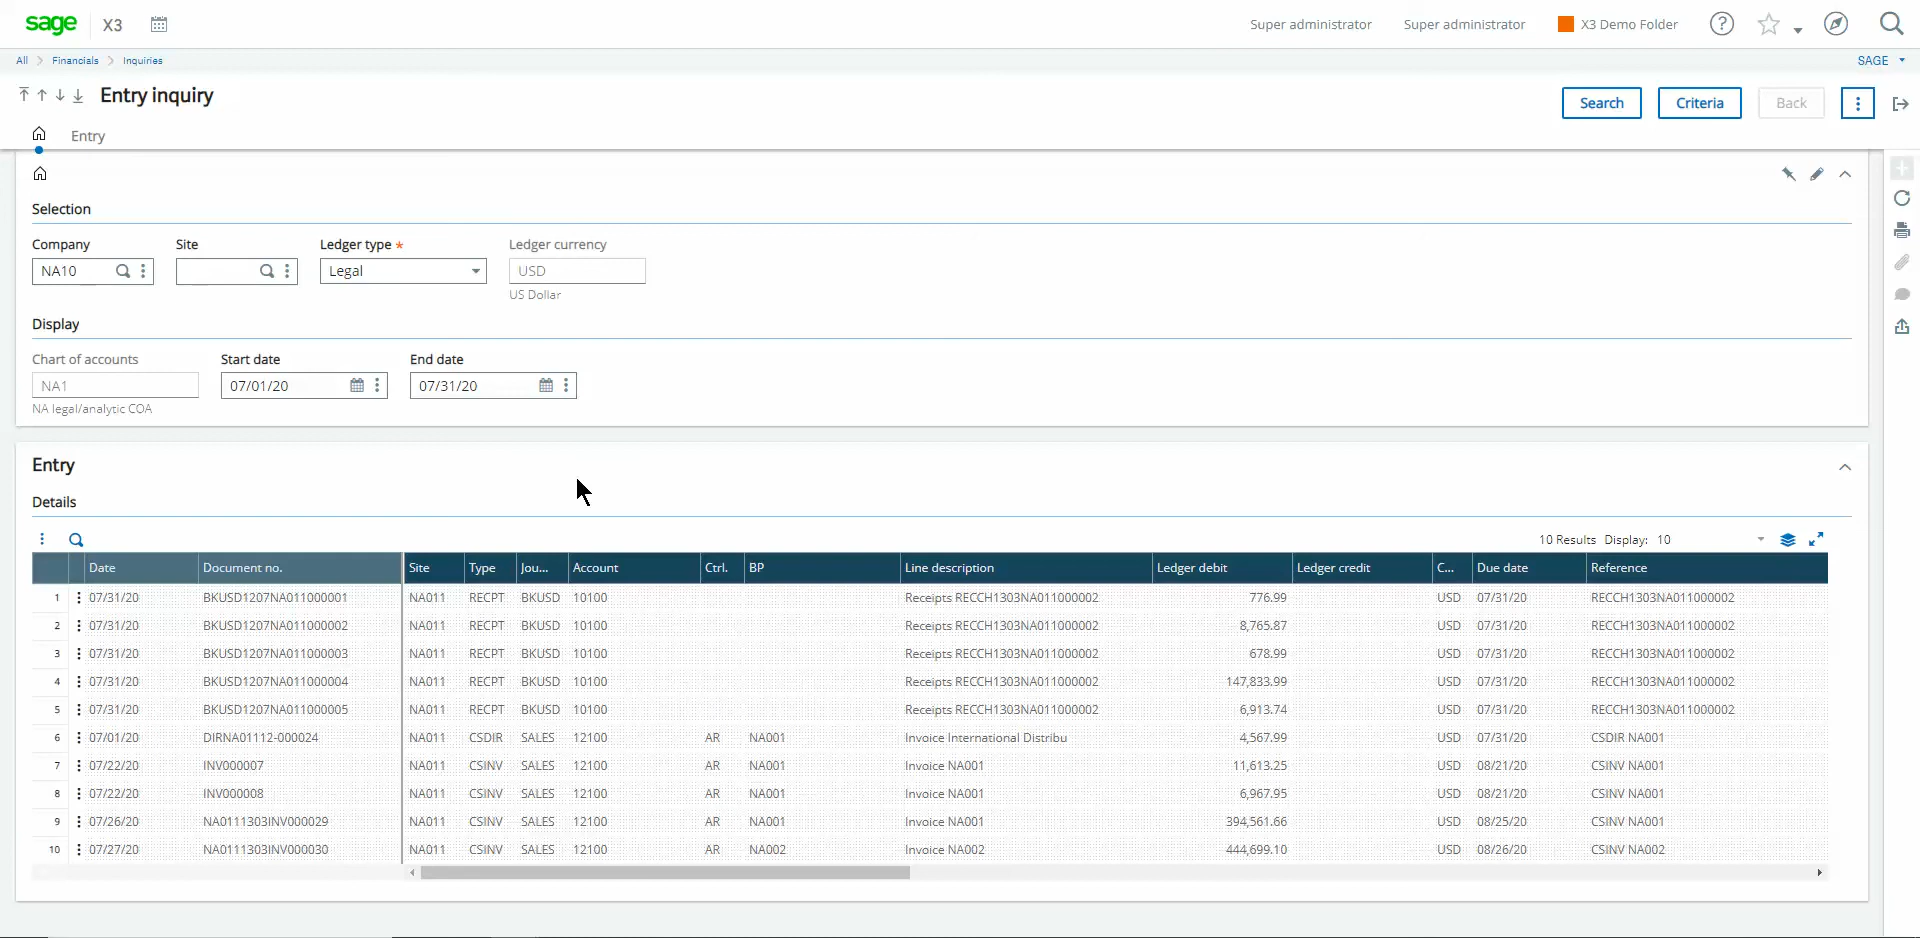 sage X3 Super administrator Super administrator X3 Demo Folder
All Financials Inquiries SAGE
Entry inquiry Search Criteria Back
Entry
Selection
Company Site Ledger type * Ledger currency
NA10 Legal USD
US Dollar
Display
Chart of accounts Start date End date
NA1 07/01/20 07/31/20
NA legal/analytic COA
Entry
Details
10 Results Display: 10
Date Document no. Site Type Jou... Account Ctrl. BP Line description Ledger debit Ledger credit C... Due date Reference
1 07/31/20 BKUSD1207NA011000001 NA011 RECPT BKUSD 10100 Receipts RECCH1303NA011000002 776.99 USD 07/31/20 RECCH1303NA011000002
2 07/31/20 BKUSD1207NA011000002 NA011 RECPT BKUSD 10100 Receipts RECCH1303NA011000002 8,765.87 USD 07/31/20 RECCH1303NA011000002
3 07/31/20 BKUSD1207NA011000003 NA011 RECPT BKUSD 10100 Receipts RECCH1303NA011000002 678.99 USD 07/31/20 RECCH1303NA011000002
4 07/31/20 BKUSD1207NA011000004 NA011 RECPT BKUSD 10100 Receipts RECCH1303NA011000002 147,833.99 USD 07/31/20 RECCH1303NA011000002
5 07/31/20 BKUSD1207NA011000005 NA011 RECPT BKUSD 10100 Receipts RECCH1303NA011000002 6,913.74 USD 07/31/20 RECCH1303NA011000002
6 07/01/20 DIRNA01112-000024 NA011 CSDIR SALES 12100 AR NA001 Invoice International Distribu 4,567.99 USD 07/31/20 CSDIR NA001
7 07/22/20 INV000007 NA011 CSINV SALES 12100 AR NA001 Invoice NA001 11,613.25 USD 08/21/20 CSINV NA001
8 07/22/20 INV000008 NA011 CSINV SALES 12100 AR NA001 Invoice NA001 6,967.95 USD 08/21/20 CSINV NA001
9 07/26/20 NA0111303INV000029 NA011 CSINV SALES 12100 AR NA001 Invoice NA001 394,561.66 USD 08/25/20 CSINV NA001
10 07/27/20 NA0111303INV000030 NA011 CSINV SALES 12100 AR NA002 Invoice NA002 444,699.10 USD 08/26/20 CSINV NA002